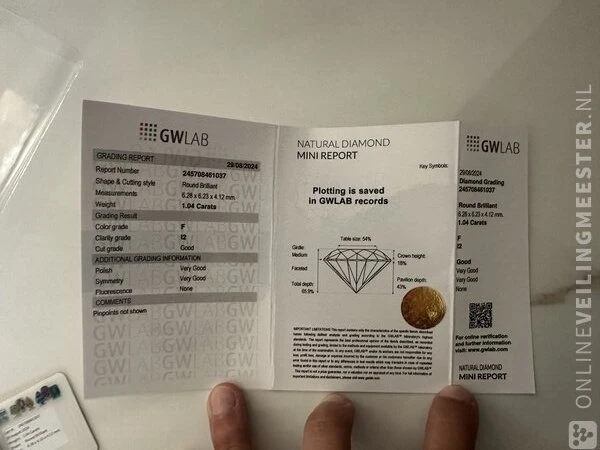 GWLAB
GRADING REPORT
29/08/2024
Report Number 245708461037
Shape & Cutting style Round Brilliant
Measurements 6.28 x 6.23 x 4.12 mm
Weight 1.04 Carats
Grading Result
Color grade F
Clarity grade I2
Cut grade Good
ADDITIONAL GRADING INFORMATION
Polish Very Good
Symmetry Very Good
Fluorescence None
COMMENTS
Pinpoints not shown
NATURAL DIAMOND
MINI REPORT
Key Symbols:
Plotting is saved
in GWLAB records
Table size: 54%
Girdle:
Medium
Faceted
Crown height:
18%
Total depth:
65.9%
Pavilion depth:
43%
GWLAB
29/08/2024
Diamond Grading
245708461037
Round Brilliant
6.28 x 6.23 x 4.12 mm
1.04 Carats
F
I2
Good
Very Good
Very Good
None
For online verification
and further information
visit:
www.gwlab.com
NATURAL DIAMOND
MINI REPORT
ONLINEVEILINGMEESTER.NL